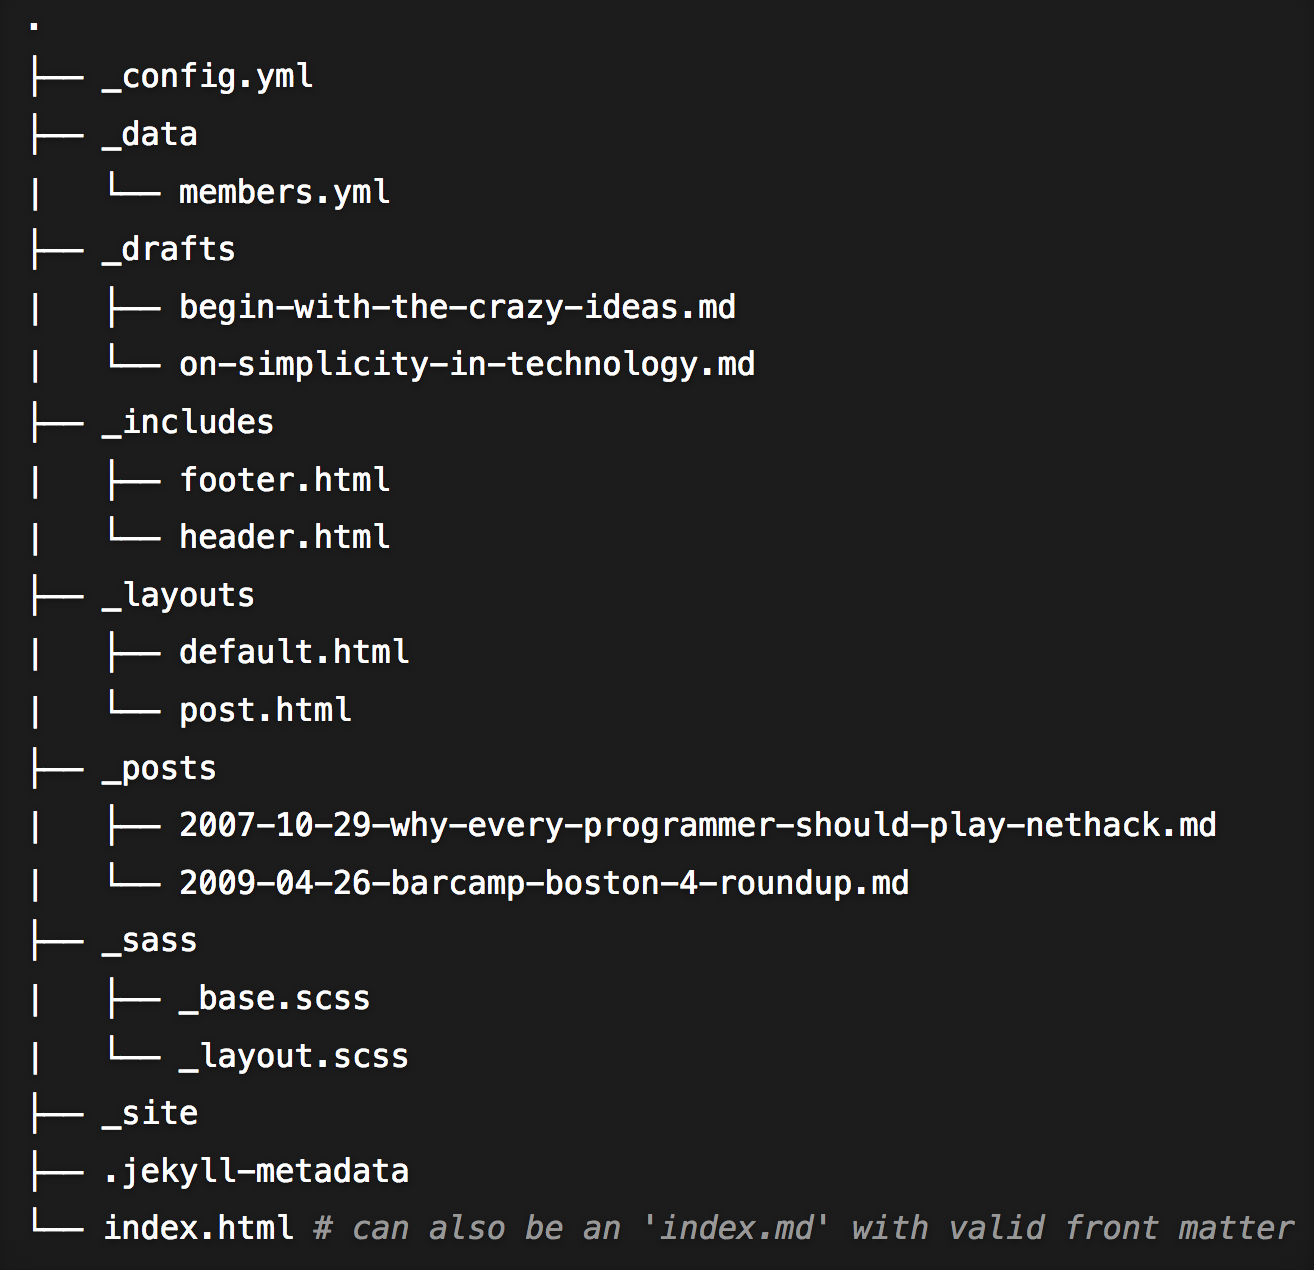 .
├── _config.yml
├── _data
|   └── members.yml
├── _drafts
|   ├── begin-with-the-crazy-ideas.md
|   └── on-simplicity-in-technology.md
├── _includes
|   ├── footer.html
|   └── header.html
├── _layouts
|   ├── default.html
|   └── post.html
├── _posts
|   ├── 2007-10-29-why-every-programmer-should-play-nethack.md
|   └── 2009-04-26-barcamp-boston-4-roundup.md
├── _sass
|   ├── _base.scss
|   └── _layout.scss
├── _site
├── .jekyll-metadata
└── index.html # can also be an 'index.md' with valid front matter